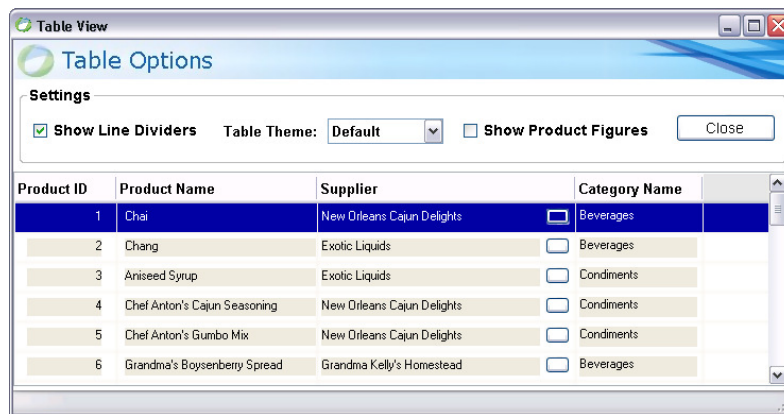 Table View
Table Options
Settings
Show Line Dividers Table Theme: Default Show Product Figures Close
Product ID Product Name Supplier Category Name
1 Chai New Orleans Cajun Delights Beverages
2 Chang Exotic Liquids Beverages
3 Aniseed Syrup Exotic Liquids Condiments
4 Chef Anton's Cajun Seasoning New Orleans Cajun Delights Condiments
5 Chef Anton's Gumbo Mix New Orleans Cajun Delights Condiments
6 Grandma's Boysenberry Spread Grandma Kelly's Homestead Beverages